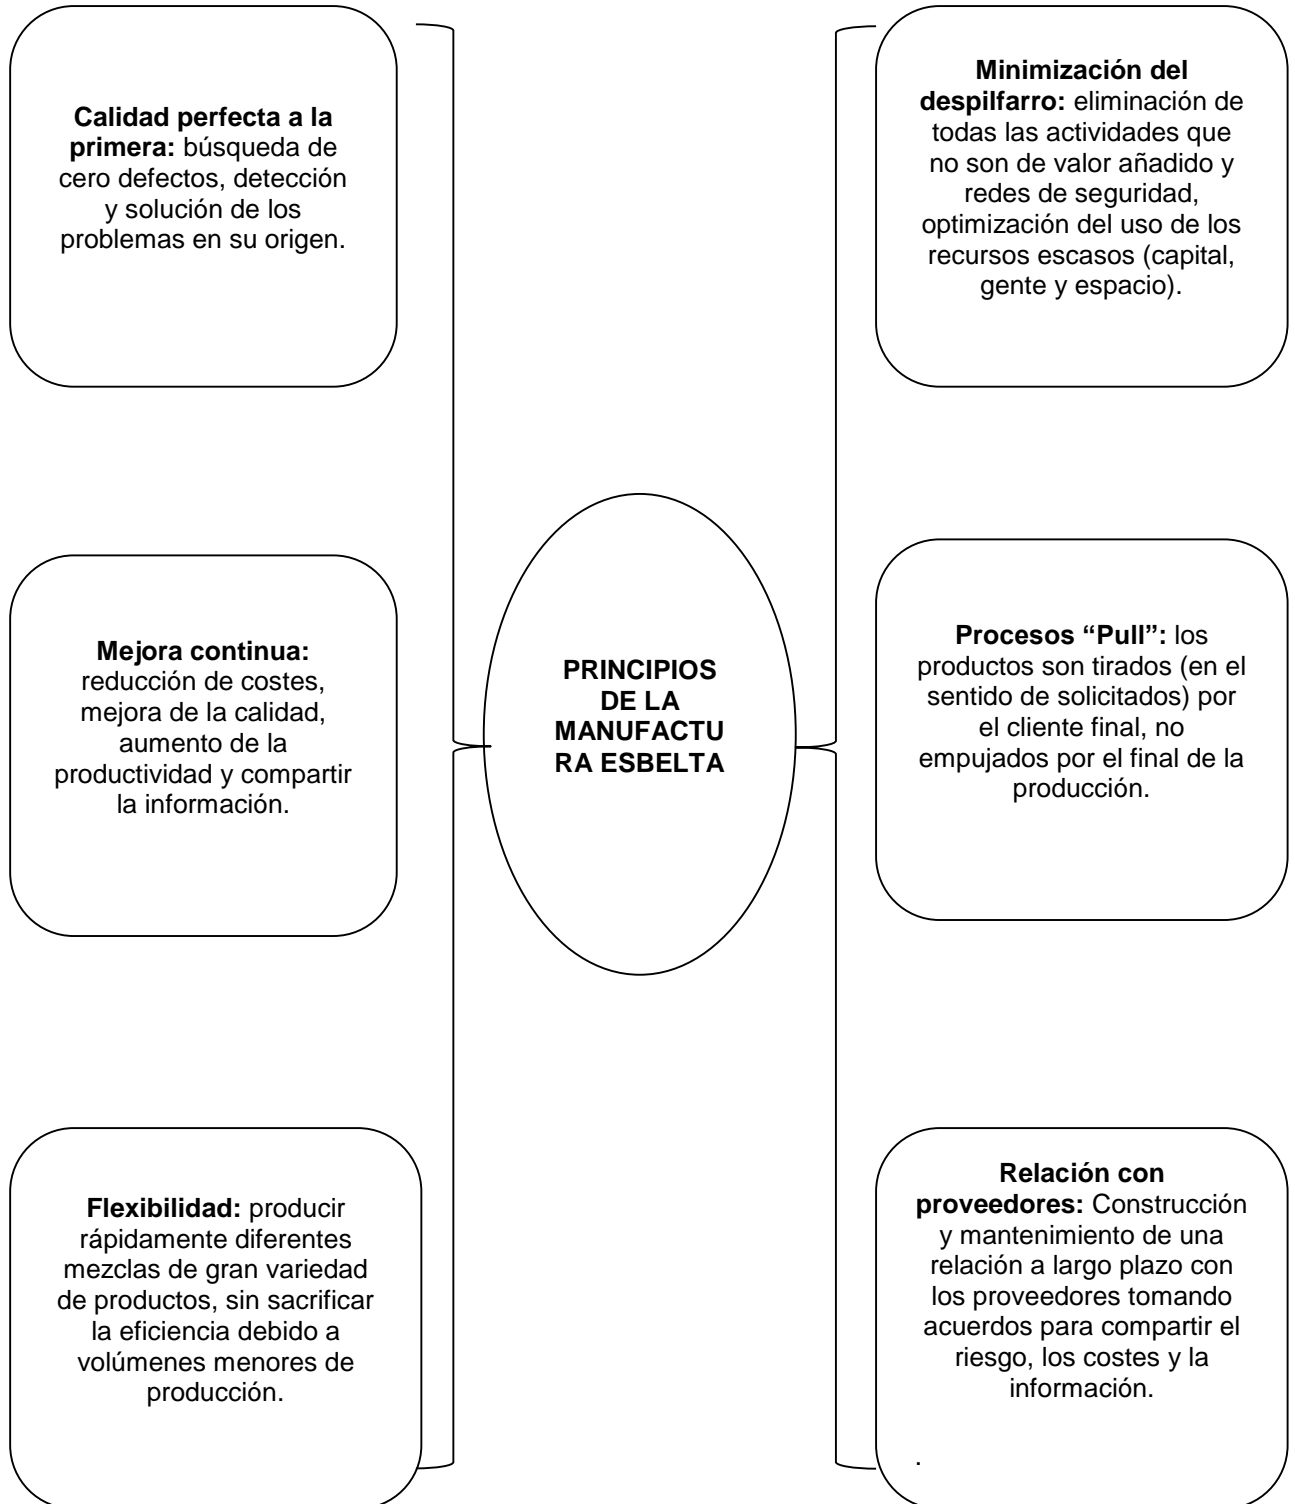 Calidad perfecta a la
primera: búsqueda de
cero defectos, detección
y solución de los
problemas en su origen.
Minimización del
despilfarro: eliminación de
todas las actividades que
no son de valor añadido y
redes de seguridad,
optimización del uso de los
recursos escasos (capital,
gente y espacio).
Mejora continua:
reducción de costes,
mejora de la calidad,
aumento de la
productividad y compartir
la información.
PRINCIPIOS
DE LA
MANUFACTU
RA ESBELTA
Procesos “Pull”: los
productos son tirados (en el
sentido de solicitados) por
el cliente final, no
empujados por el final de la
producción.
Flexibilidad: producir
rápidamente diferentes
mezclas de gran variedad
de productos, sin sacrificar
la eficiencia debido a
volúmenes menores de
producción.
Relación con
proveedores: Construcción
y mantenimiento de una
relación a largo plazo con
los proveedores tomando
acuerdos para compartir el
riesgo, los costes y la
información.
.